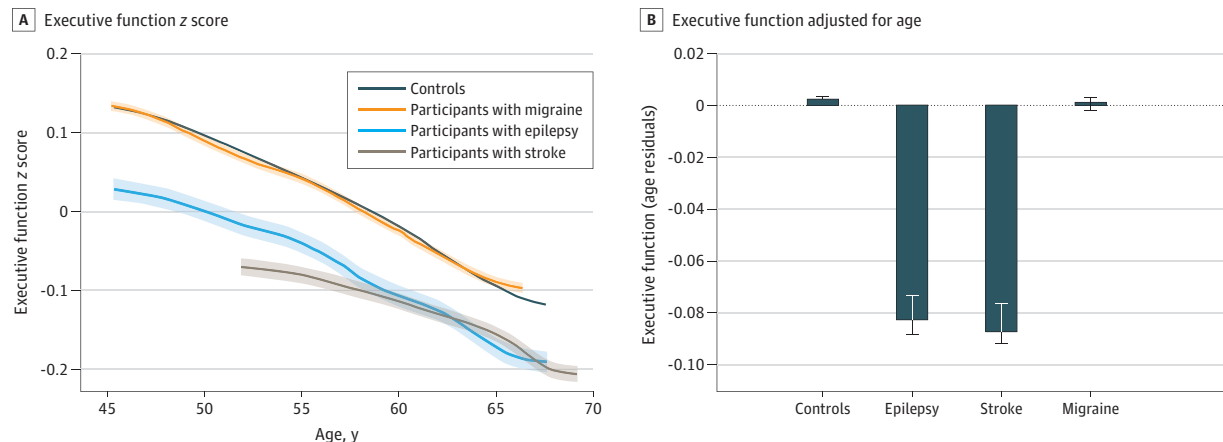 A Executive function z score
0.2
0.1
0
-0.1
-0.2
Executive function z score
45 50 55 60 65 70
Age, y
Controls
Participants with migraine
Participants with epilepsy
Participants with stroke
B Executive function adjusted for age
0.02
0
-0.02
-0.04
-0.06
-0.08
-0.10
Executive function (age residuals)
Controls Epilepsy Stroke Migraine